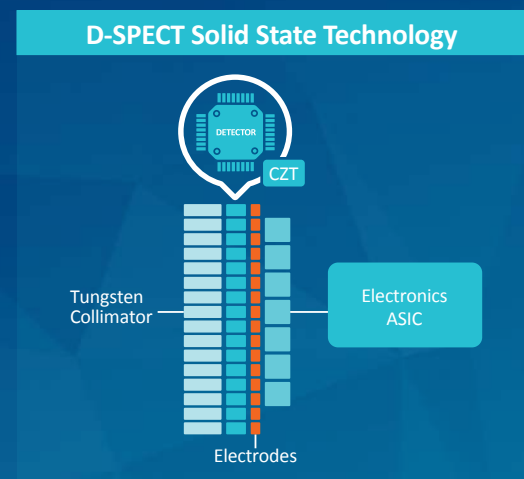 D-SPECT Solid State Technology
DETECTOR
CZT
Tungsten
Collimator
Electronics
ASIC
Electrodes